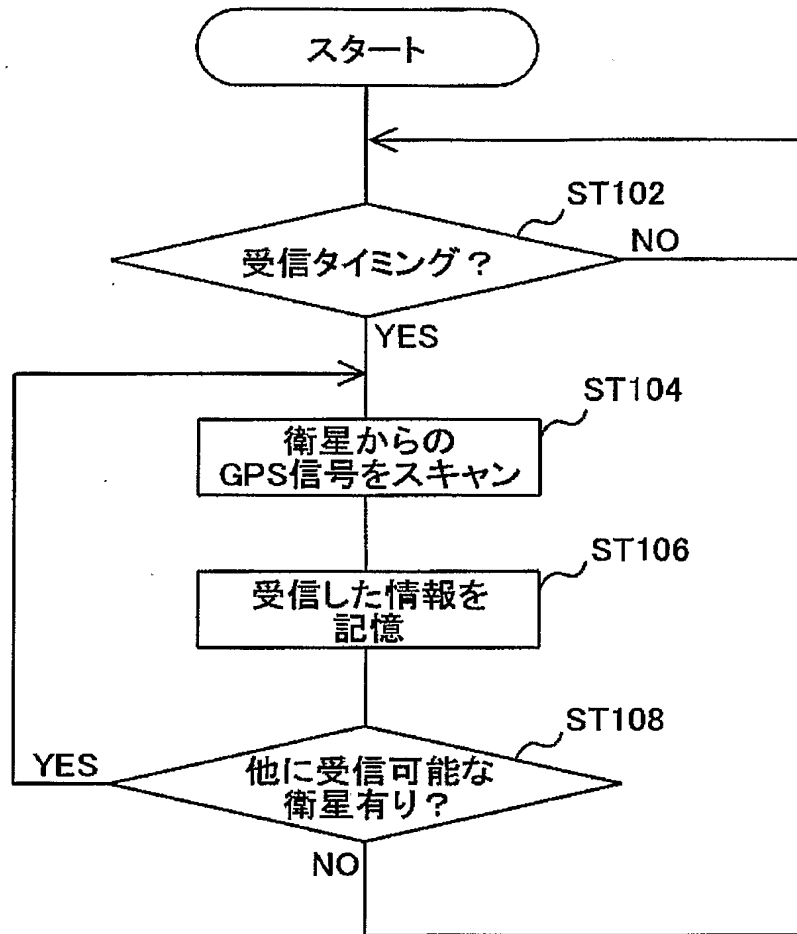 スタート
ST102
受信タイミング？
NO
YES
ST104
衛星からの
GPS信号をスキャン
ST106
受信した情報を
記憶
ST108
YES
他に受信可能な
衛星有り？
NO